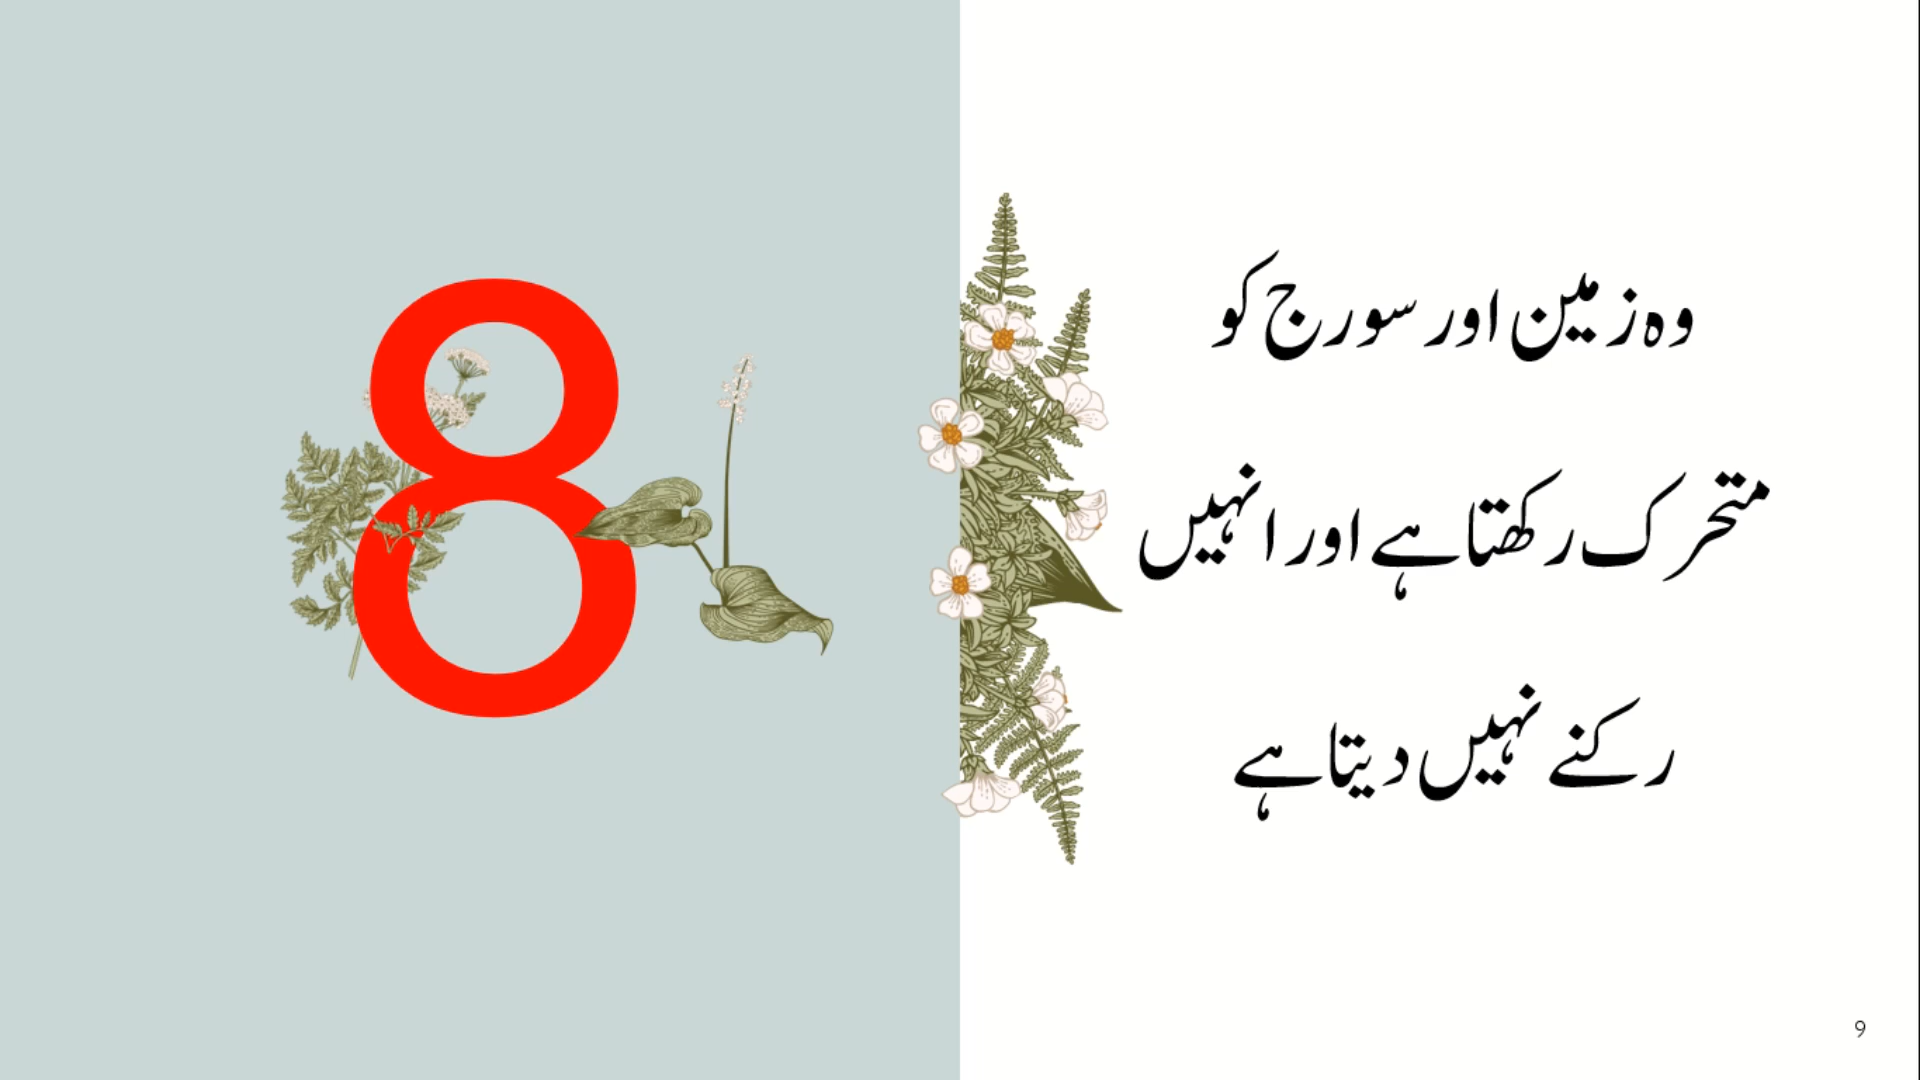 8
وہ زمین اور سورج کو
متحرک رکھتا ہے اور انہیں
رکنے نہیں دیتا ہے
9